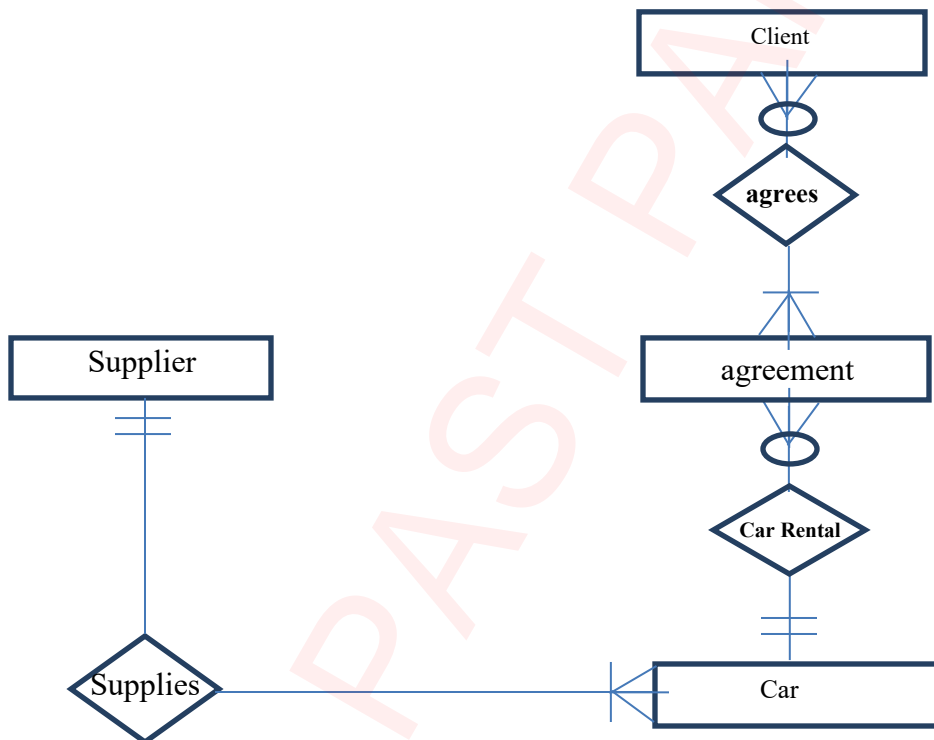 Client
agrees
Supplier
agreement
Car Rental
Supplies
Car
PAST PA